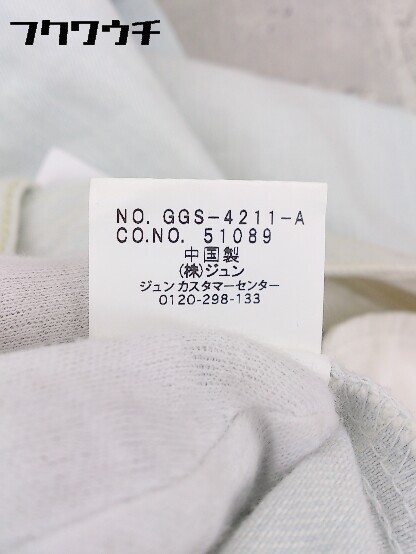 フクワウチ
NO. GGS-4211-A
CO.NO. 51089
中国製
(株)ジュン
ジュン カスタマーセンター
0120-298-133